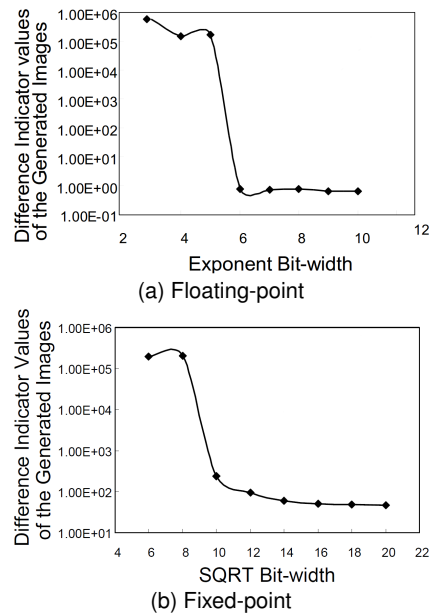 Difference Indicator values
of the Generated Images
1.00E+06
1.00E+05
1.00E+04
1.00E+03
1.00E+02
1.00E+01
1.00E+00
1.00E-01
2 4 6 8 10 12
Exponent Bit-width
(a) Floating-point
Difference Indicator Values
of the Generated Images
1.00E+06
1.00E+05
1.00E+04
1.00E+03
1.00E+02
1.00E+01
4 6 8 10 12 14 16 18 20 22
SQRT Bit-width
(b) Fixed-point